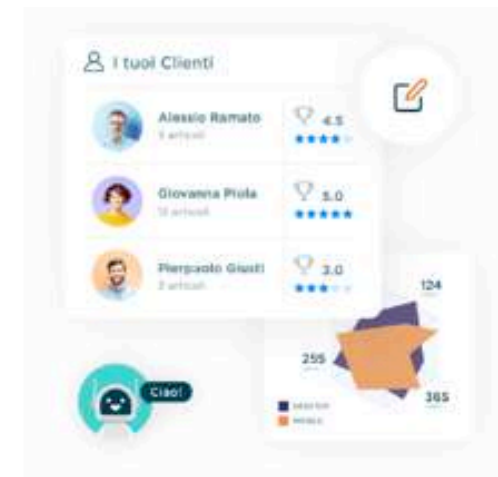 I tuoi Clienti
Alessio Ramato
4.5
Giovanna Piola
5.0
Pierpaolo Giusti
3.0
124
255
365
Ciao!